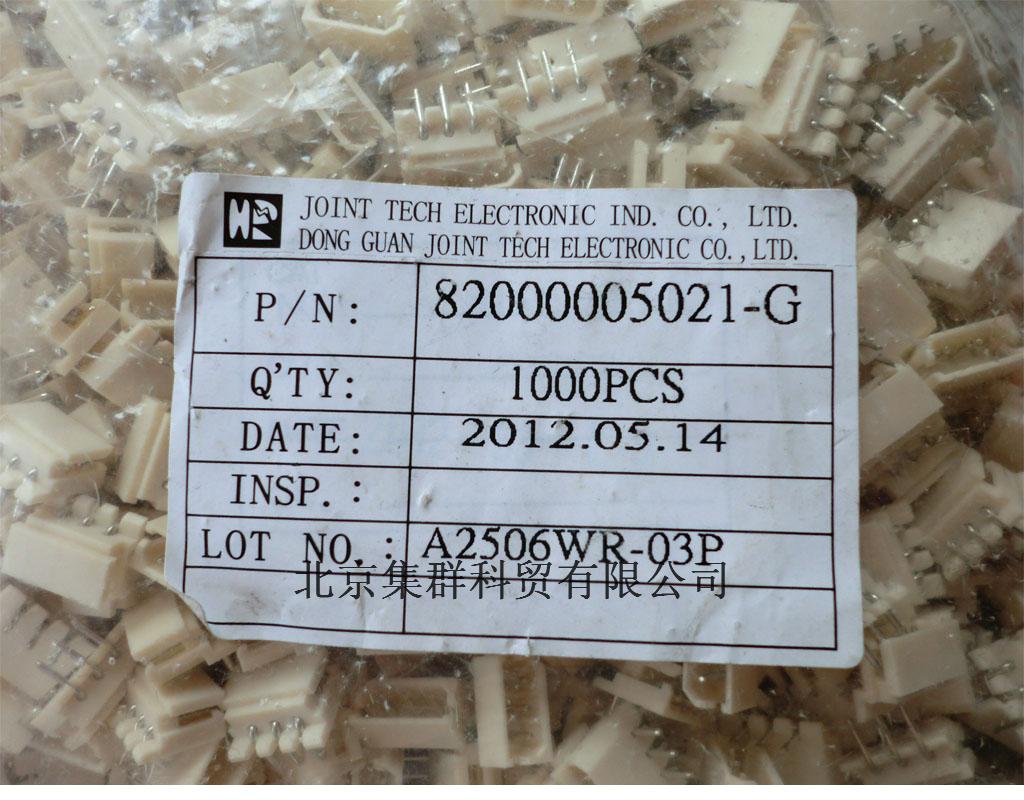 JOINT TECH ELECTRONIC IND. CO., LTD.
DONG GUAN JOINT TECH ELECTRONIC CO.,LTD.
P/N: 82000005021-G
Q'TY: 1000PCS
DATE: 2012.05.14
INSP.:
LOT NO.: A2506WR-03P
北京集群科贸有限公司